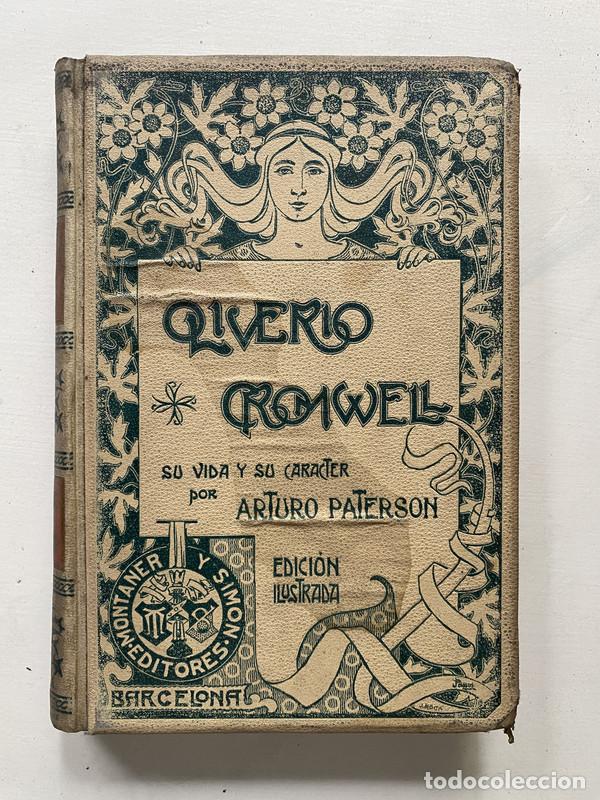 OLIVERIO
CROMWELL
SU VIDA Y SU CARACTER
POR ARTURO PATERSON
EDICIÓN
ILUSTRADA
MONTANER Y SIMON
EDITORES
M S
BARCELONA
todocoleccion